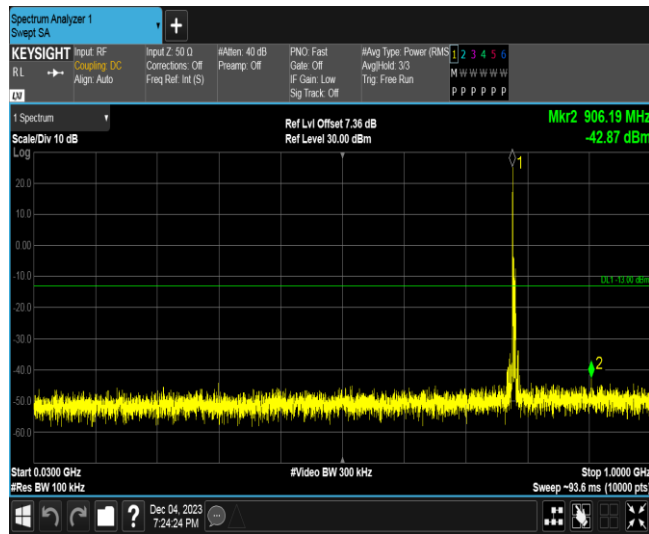 Spectrum Analyzer 1
Swept SA
+
KEYSIGHT
RL
LXI
Input: RF
Coupling: DC
Align: Auto
Input Z: 50 Ω
Corrections: Off
Freq Ref: Int (S)
#Atten: 40 dB
Preamp: Off
PNO: Fast
Gate: Off
IF Gain: Low
Sig Track: Off
#Avg Type: Power (RMS
Avg|Hold: 3/3
Trig: Free Run
1 2 3 4 5 6
M W W W W W
P P P P P P
1 Spectrum
Scale/Div 10 dB
Log
Ref Lvl Offset 7.36 dB
Ref Level 30.00 dBm
Mkr2 906.19 MHz
-42.87 dBm
1
20.0
10.0
0.00
-10.0
DL1 -13.00 dBm
-20.0
-30.0
2
-40.0
-50.0
-60.0
Start 0.0300 GHz
#Video BW 300 kHz
Stop 1.0000 GHz
#Res BW 100 kHz
Sweep ~93.6 ms (10000 pts)
?
Dec 04, 2023
7:24:24 PM